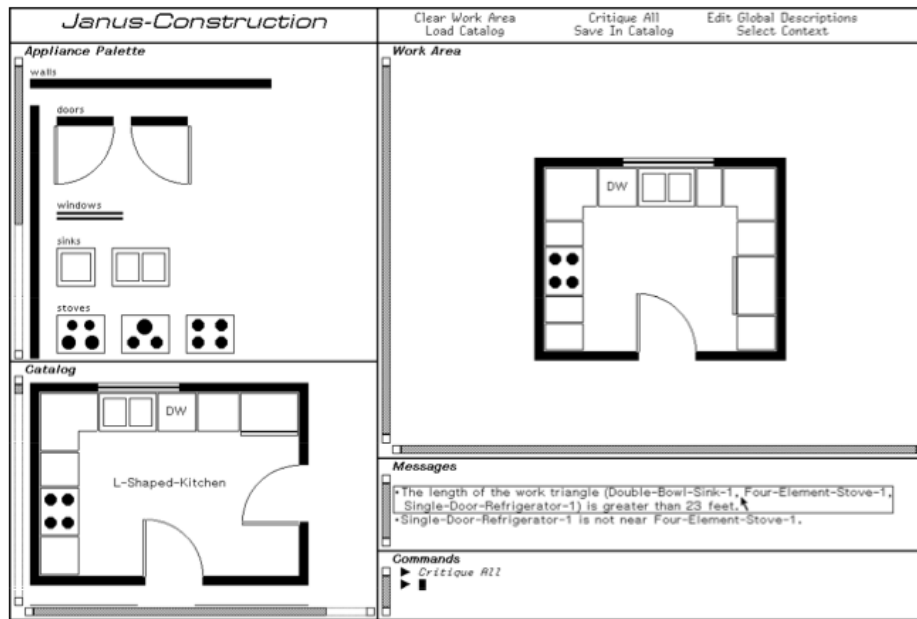 Janus-Construction
Clear Work Area
Critique All
Edit Global Descriptions
Load Catalog
Save In Catalog
Select Context
Appliance Palette
walls
doors
windows
sinks
stoves
Work Area
DW
Catalog
DW
L-Shaped-Kitchen
Messages
•The length of the work triangle (Double-Bowl-Sink-1, Four-Element-Stove-1,
Single-Door-Refrigerator-1) is greater than 23 feet.
•Single-Door-Refrigerator-1 is not near Four-Element-Stove-1.
Commands
► Critique All
►